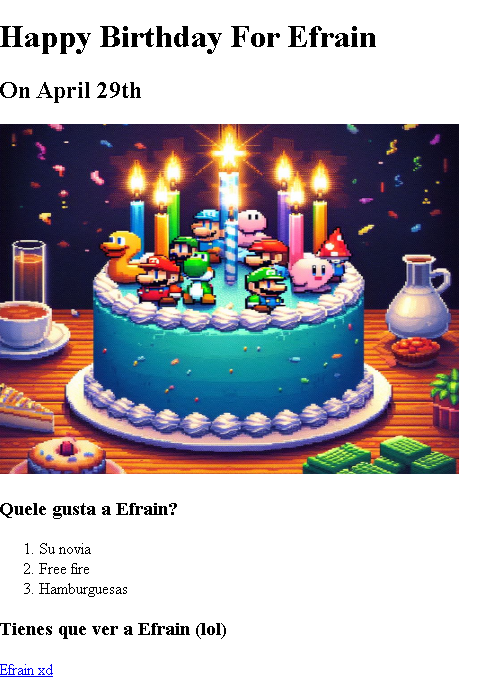 Happy Birthday For Efrain
On April 29th
Quele gusta a Efrain?
1. Su novia
2. Free fire
3. Hamburguesas
Tienes que ver a Efrain (lol)
Efrain xd